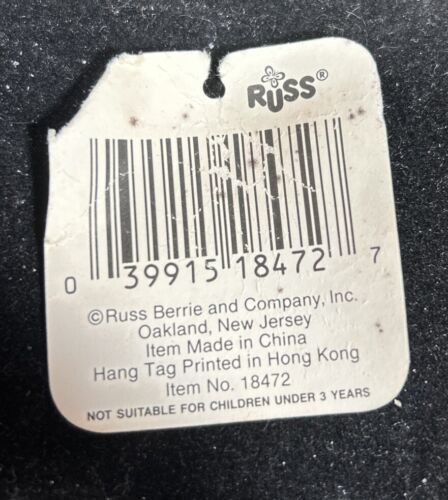 RUSS®
0 39915 18472 7
©Russ Berrie and Company, Inc.
Oakland, New Jersey
Item Made in China
Hang Tag Printed in Hong Kong
Item No. 18472
NOT SUITABLE FOR CHILDREN UNDER 3 YEARS